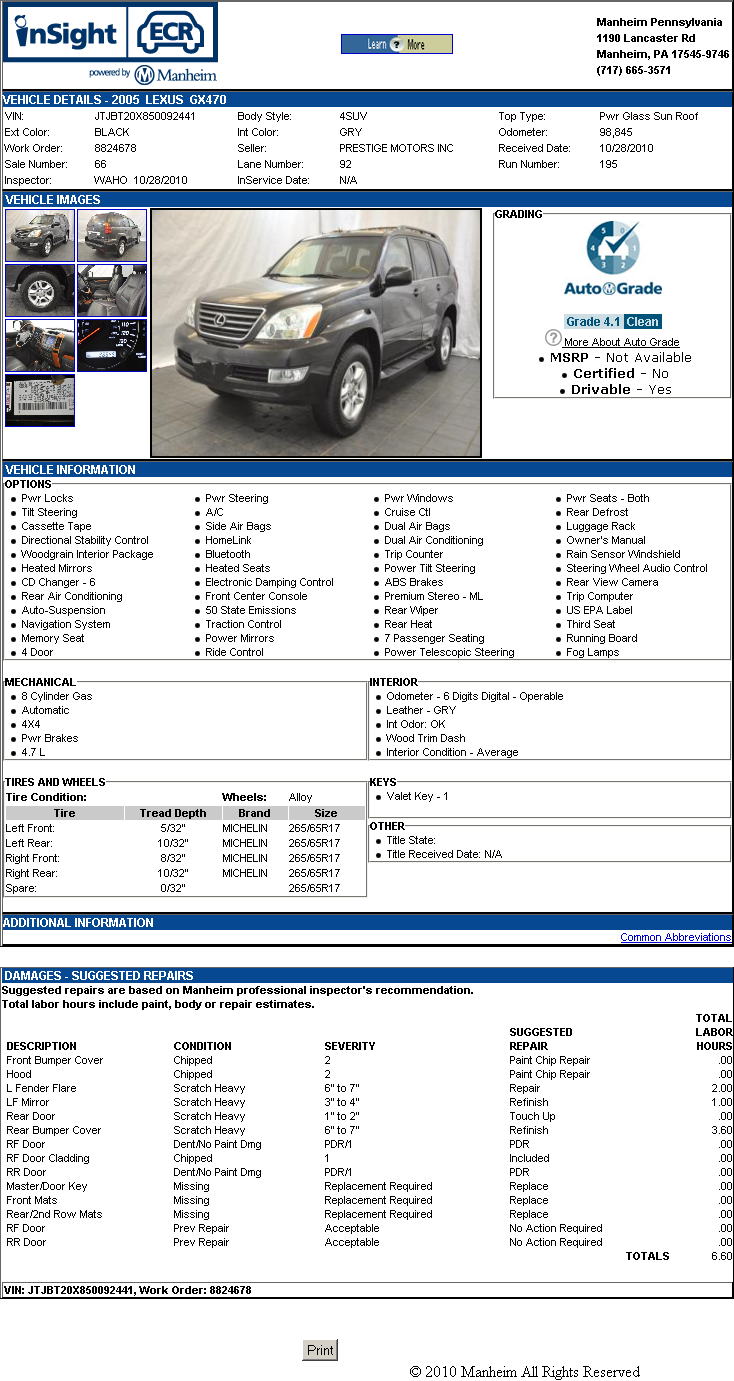 inSight ECR
powered by Manheim
Learn ? More
Manheim Pennsylvania
1190 Lancaster Rd
Manheim, PA 17545-9746
(717) 665-3571
VEHICLE DETAILS - 2005 LEXUS GX470
VIN: JTJBT20X850092441 Body Style: 4SUV Top Type: Pwr Glass Sun Roof
Ext Color: BLACK Int Color: GRY Odometer: 98,845
Work Order: 8824678 Seller: PRESTIGE MOTORS INC Received Date: 10/28/2010
Sale Number: 66 Lane Number: 92 Run Number: 195
Inspector: WAHO 10/28/2010 InService Date: N/A
VEHICLE IMAGES
GRADING
5 0 1 4 3 2
AutoGrade
Grade 4.1 Clean
? More About Auto Grade
• MSRP - Not Available
• Certified - No
• Drivable - Yes
VEHICLE INFORMATION
OPTIONS
• Pwr Locks • Pwr Steering • Pwr Windows • Pwr Seats - Both
• Tilt Steering • A/C • Cruise Ctl • Rear Defrost
• Cassette Tape • Side Air Bags • Dual Air Bags • Luggage Rack
• Directional Stability Control • HomeLink • Dual Air Conditioning • Owner's Manual
• Woodgrain Interior Package • Bluetooth • Trip Counter • Rain Sensor Windshield
• Heated Mirrors • Heated Seats • Power Tilt Steering • Steering Wheel Audio Control
• CD Changer - 6 • Electronic Damping Control • ABS Brakes • Rear View Camera
• Rear Air Conditioning • Front Center Console • Premium Stereo - ML • Trip Computer
• Auto-Suspension • 50 State Emissions • Rear Wiper • US EPA Label
• Navigation System • Traction Control • Rear Heat • Third Seat
• Memory Seat • Power Mirrors • 7 Passenger Seating • Running Board
• 4 Door • Ride Control • Power Telescopic Steering • Fog Lamps
MECHANICAL
• 8 Cylinder Gas
• Automatic
• 4X4
• Pwr Brakes
• 4.7 L
INTERIOR
• Odometer - 6 Digits Digital - Operable
• Leather - GRY
• Int Odor: OK
• Wood Trim Dash
• Interior Condition - Average
TIRES AND WHEELS
Tire Condition: Wheels: Alloy
Tire Tread Depth Brand Size
Left Front: 5/32" MICHELIN 265/65R17
Left Rear: 10/32" MICHELIN 265/65R17
Right Front: 8/32" MICHELIN 265/65R17
Right Rear: 10/32" MICHELIN 265/65R17
Spare: 0/32" 265/65R17
KEYS
• Valet Key - 1
OTHER
• Title State:
• Title Received Date: N/A
ADDITIONAL INFORMATION
Common Abbreviations
DAMAGES - SUGGESTED REPAIRS
Suggested repairs are based on Manheim professional inspector's recommendation.
Total labor hours include paint, body or repair estimates.
DESCRIPTION CONDITION SEVERITY SUGGESTED REPAIR TOTAL LABOR HOURS
Front Bumper Cover Chipped 2 Paint Chip Repair .00
Hood Chipped 2 Paint Chip Repair .00
L Fender Flare Scratch Heavy 6" to 7" Repair 2.00
LF Mirror Scratch Heavy 3" to 4" Refinish 1.00
Rear Door Scratch Heavy 1" to 2" Touch Up .00
Rear Bumper Cover Scratch Heavy 6" to 7" Refinish 3.60
RF Door Dent/No Paint Dmg PDR/1 PDR .00
RF Door Cladding Chipped 1 Included .00
RR Door Dent/No Paint Dmg PDR/1 PDR .00
Master/Door Key Missing Replacement Required Replace .00
Front Mats Missing Replacement Required Replace .00
Rear/2nd Row Mats Missing Replacement Required Replace .00
RF Door Prev Repair Acceptable No Action Required .00
RR Door Prev Repair Acceptable No Action Required .00
TOTALS 6.60
VIN: JTJBT20X850092441, Work Order: 8824678
Print
© 2010 Manheim All Rights Reserved